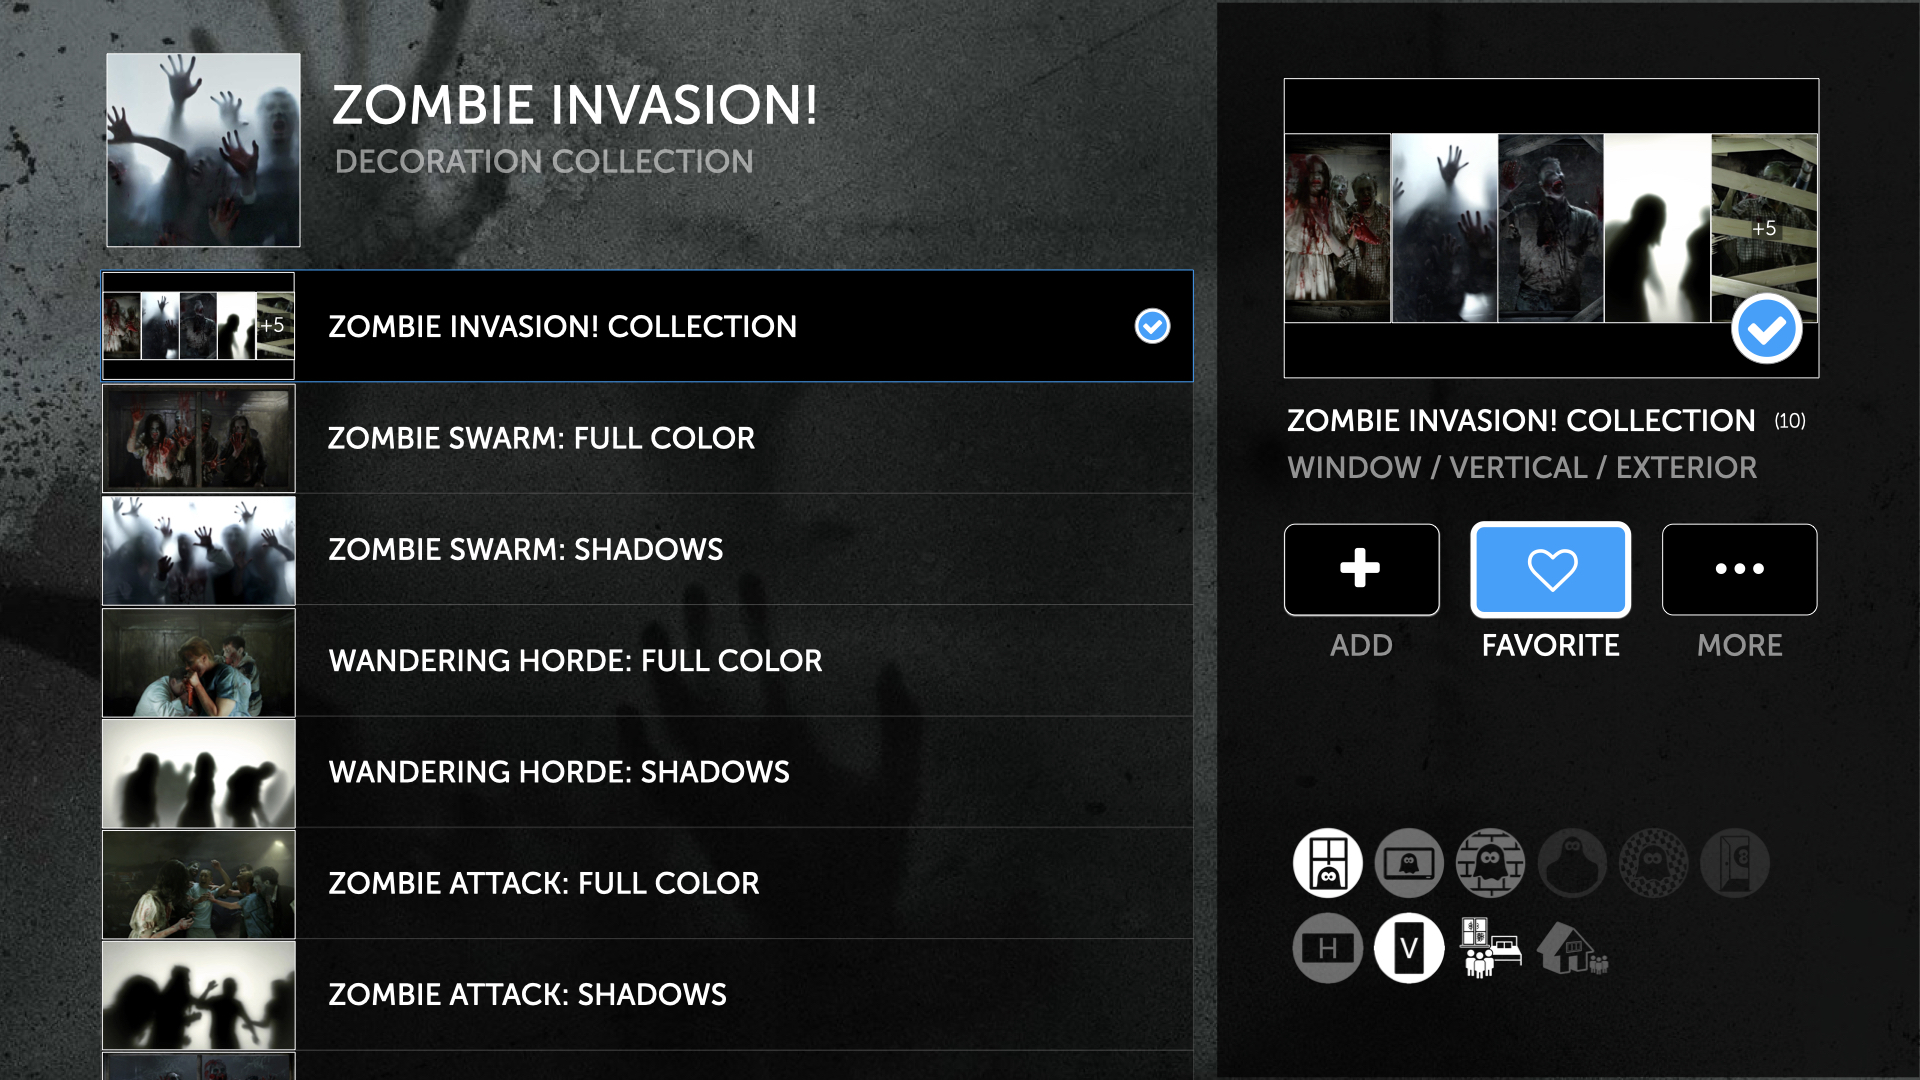 ZOMBIE INVASION!
DECORATION COLLECTION
+5
ZOMBIE INVASION! COLLECTION
ZOMBIE SWARM: FULL COLOR
ZOMBIE SWARM: SHADOWS
WANDERING HORDE: FULL COLOR
WANDERING HORDE: SHADOWS
ZOMBIE ATTACK: FULL COLOR
ZOMBIE ATTACK: SHADOWS
+5
ZOMBIE INVASION! COLLECTION (10)
WINDOW / VERTICAL / EXTERIOR
ADD
FAVORITE
MORE
H
V